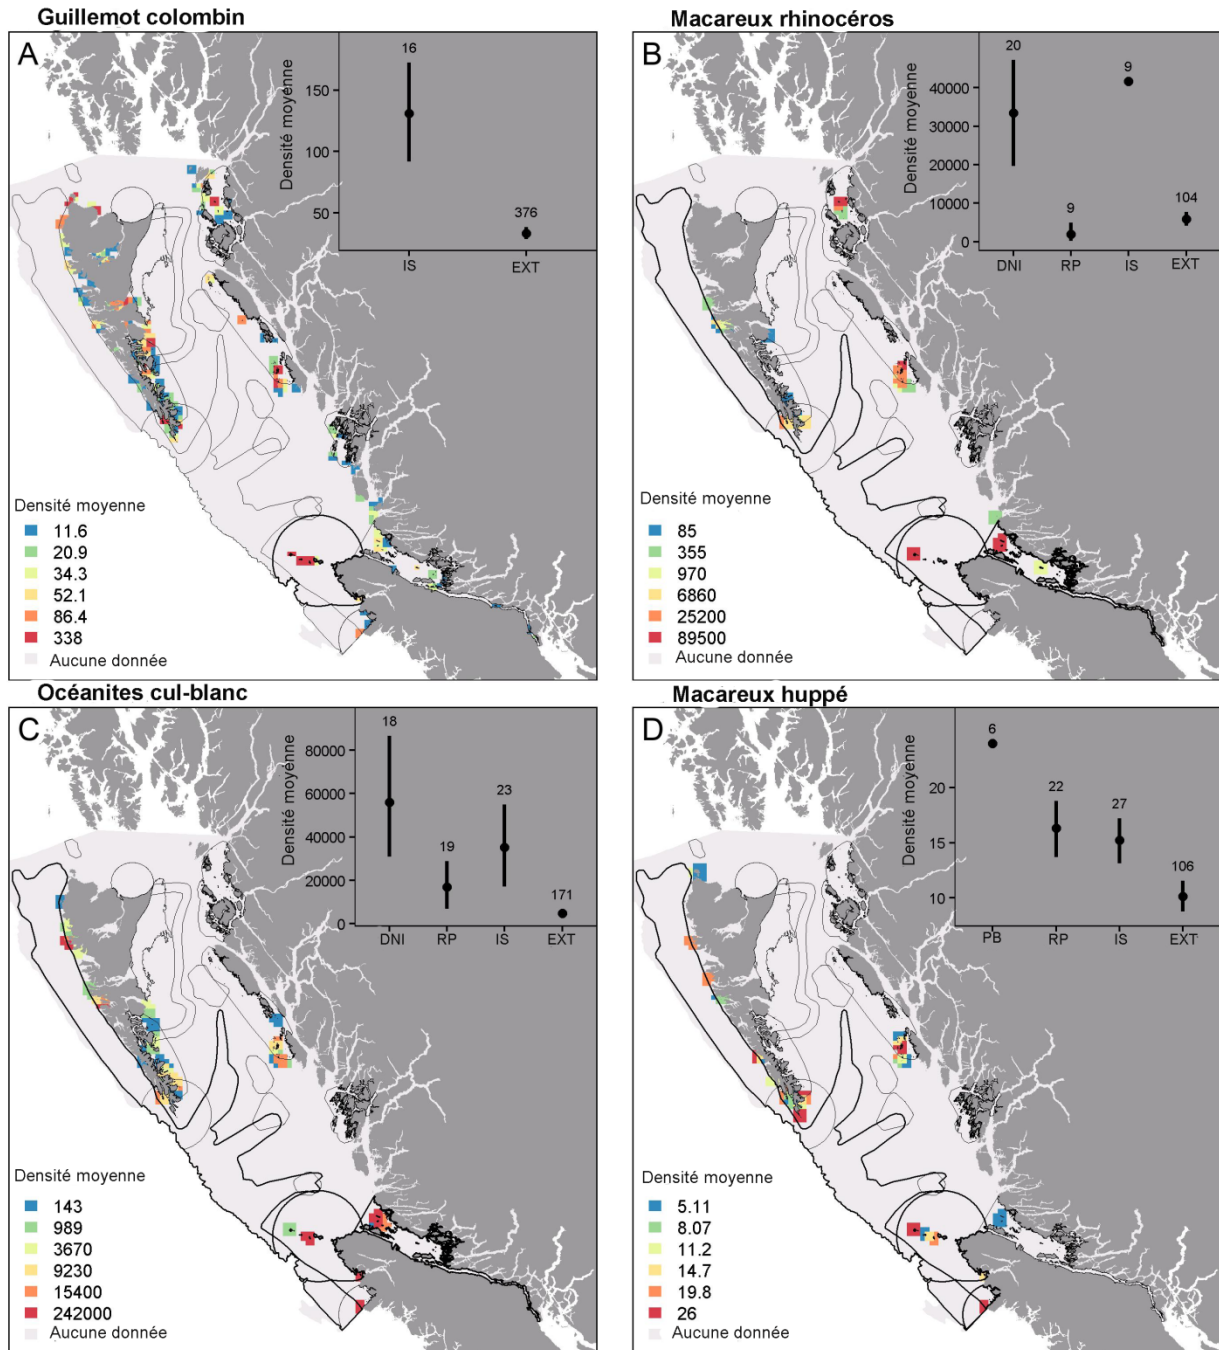 Guillemot colombin
A
Densité moyenne
150
100
50
16
376
IS
EXT
Densité moyenne
11.6
20.9
34.3
52.1
86.4
338
Aucune donnée
Macareux rhinocéros
B
Densité moyenne
40000
30000
20000
10000
0
20
9
9
104
DNI
RP
IS
EXT
Densité moyenne
85
355
970
6860
25200
89500
Aucune donnée
Océanites cul-blanc
C
Densité moyenne
80000
60000
40000
20000
0
18
19
23
171
DNI
RP
IS
EXT
Densité moyenne
143
989
3670
9230
15400
242000
Aucune donnée
Macareux huppé
D
Densité moyenne
20
15
10
6
22
27
106
PB
RP
IS
EXT
Densité moyenne
5.11
8.07
11.2
14.7
19.8
26
Aucune donnée